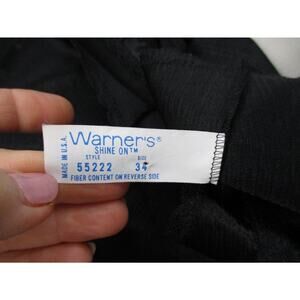 MADE IN U.S.A.
Warner's®
SHINE ON™
STYLE SIZE
55222 34
FIBER CONTENT ON REVERSE SIDE